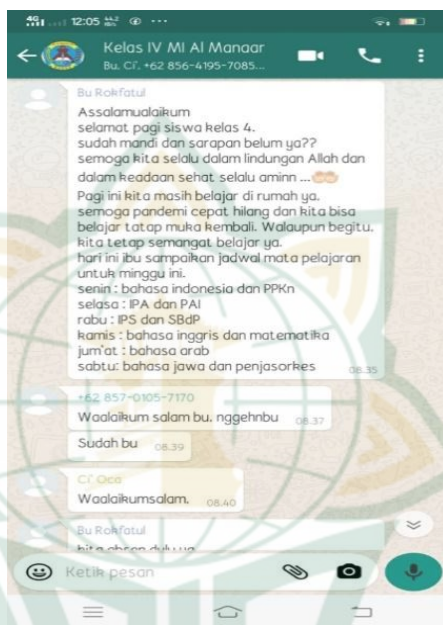 4G 12:05
Kelas IV MI Al Manaar
Bu, Ci', +62 856-4195-7085...
Bu Rokfatul
Assalamualaikum
selamat pagi siswa kelas 4.
sudah mandi dan sarapan belum ya??
semoga kita selalu dalam lindungan Allah dan
dalam keadaan sehat selalu aminn ...
Pagi ini kita masih belajar di rumah ya.
semoga pandemi cepat hilang dan kita bisa
belajar tatap muka kembali. Walaupun begitu.
kita tetap semangat belajar ya.
hari ini ibu sampaikan jadwal mata pelajaran
untuk minggu ini.
senin : bahasa indonesia dan PPKn
selasa : IPA dan PAI
rabu : IPS dan SBdP
kamis : bahasa inggris dan matematika
jum'at : bahasa arab
sabtu: bahasa jawa dan penjasorkes 08.35
+62 857-0105-7170
Waalaikum salam bu. nggehnbu 08.37
Sudah bu 08.39
Ci' Oca
Waalaikumsalam. 08.40
Bu Rokfatul
kita absen dulu ya
Ketik pesan